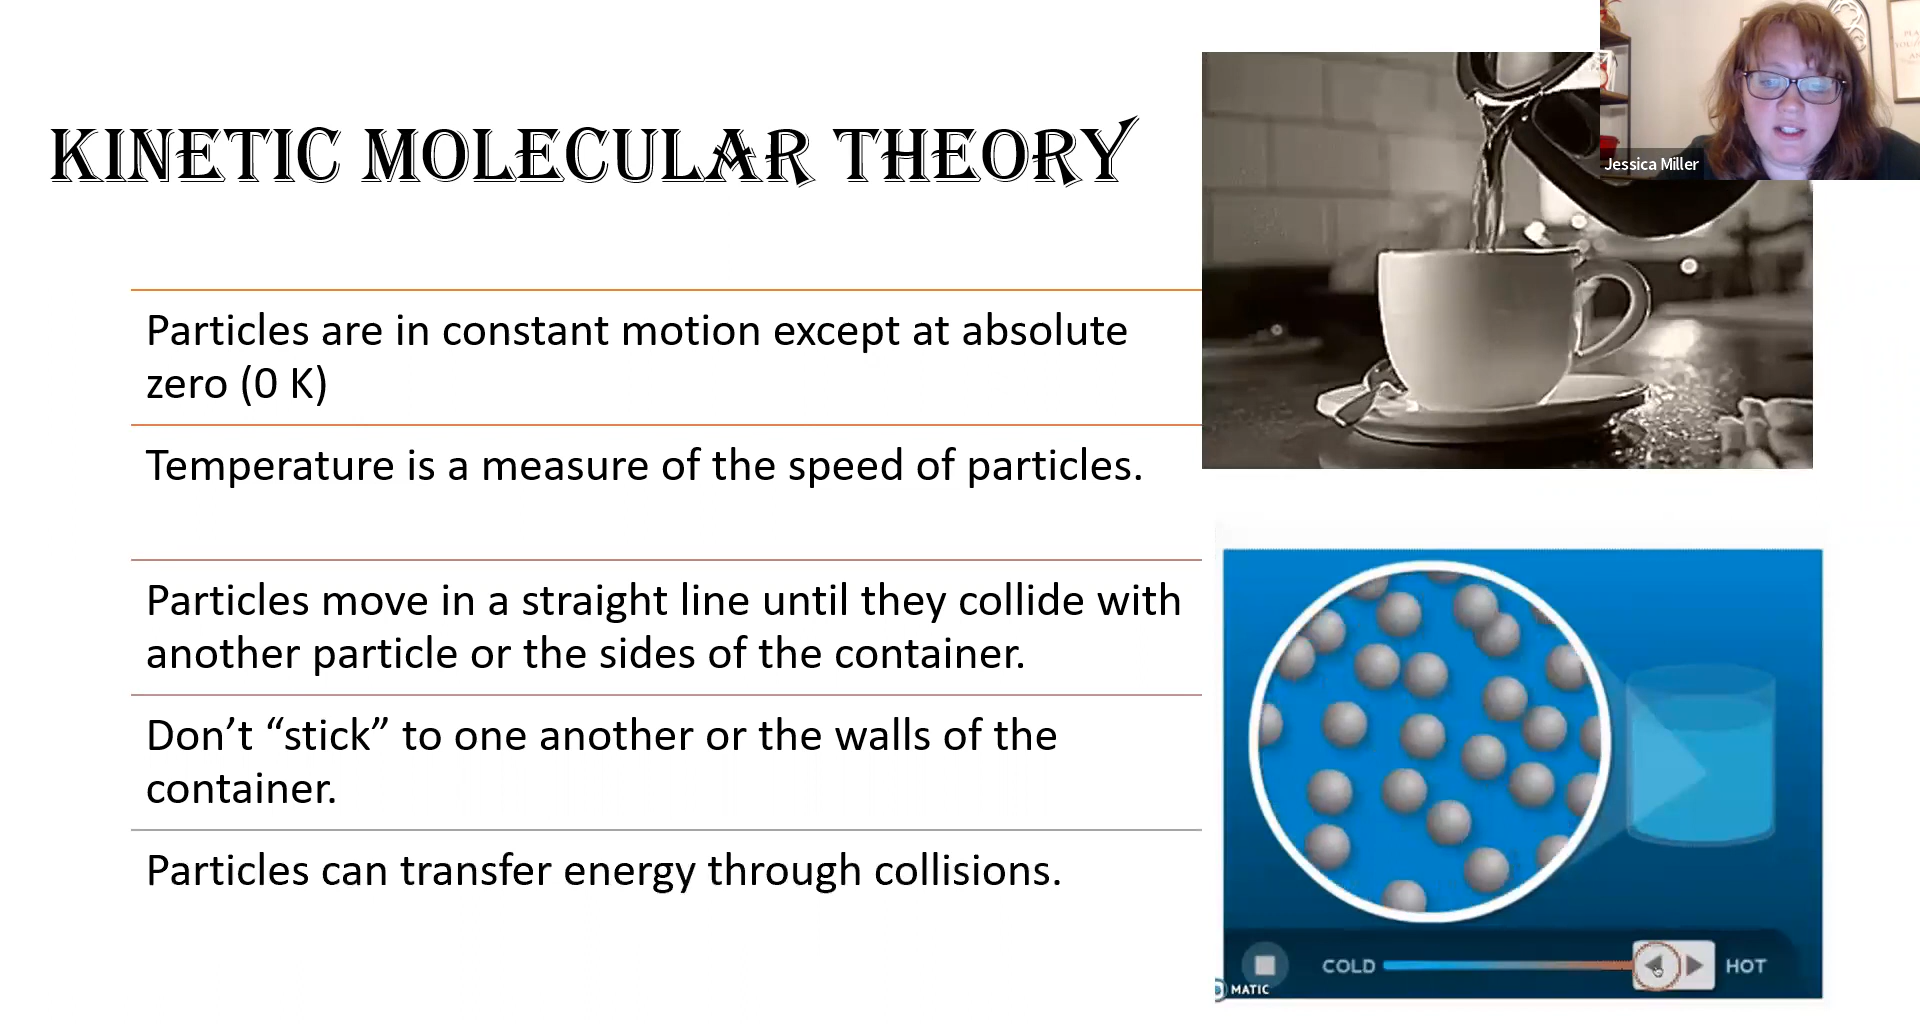 KINETIC MOLECULAR THEORY
Jessica Miller
Particles are in constant motion except at absolute
zero (0 K)
Temperature is a measure of the speed of particles.
Particles move in a straight line until they collide with
another particle or the sides of the container.
Don’t “stick” to one another or the walls of the
container.
Particles can transfer energy through collisions.
COLD
HOT
MATIC